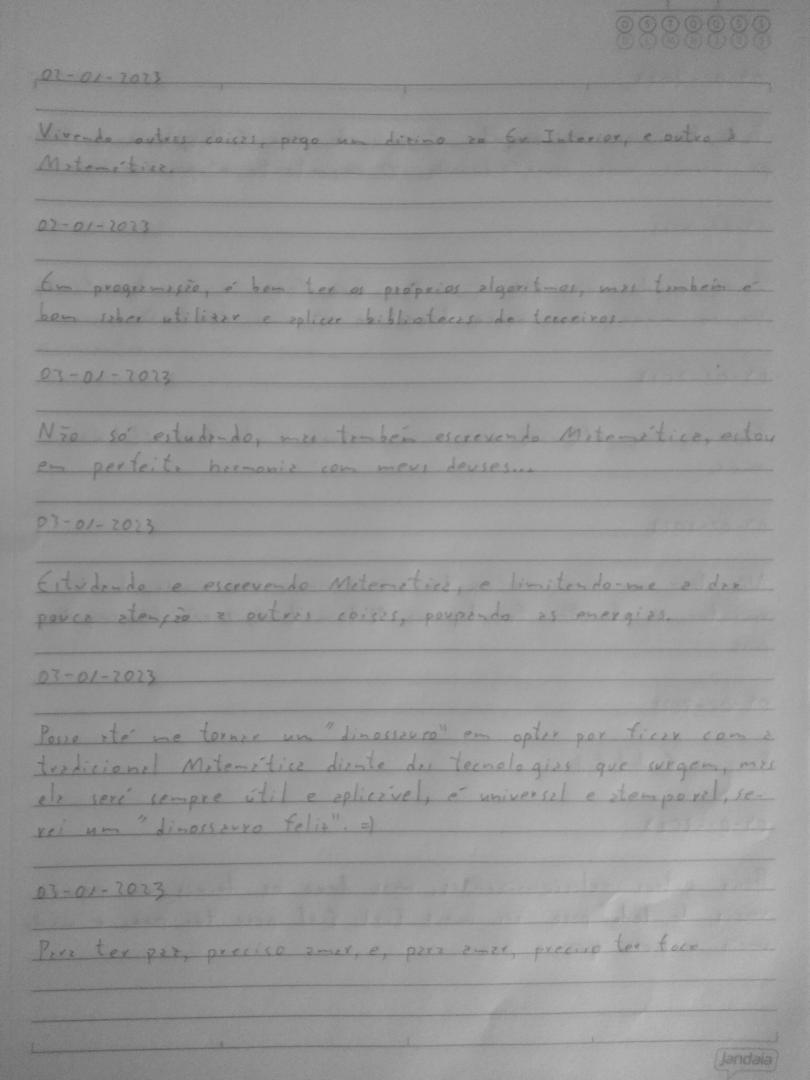 02-01-2023
Vivendo outras coisas, pago um dízimo ao Eu Interior, e outro à
Matemática.
02-01-2023
Em programação, é bom ter os próprios algoritmos, mas também é
bom saber utilizar e aplicar bibliotecas de terceiros.
03-01-2023
Não só estudando, mas também escrevendo Matemática, estou
em perfeita harmonia com meus deuses...
03-01-2023
Estudando e escrevendo Matemática, e limitando-me a dar
pouca atenção a outras coisas, poupando as energias.
03-01-2023
Posso até me tornar um "dinossauro" em optar por ficar com a
tradicional Matemática diante das tecnologias que surgem, mas
ela será sempre útil e aplicável, é universal e atemporal, se-
rei um "dinossauro feliz". =)
03-01-2023
Para ter paz, preciso amar, e, para amar, preciso ter foco
Jandaia